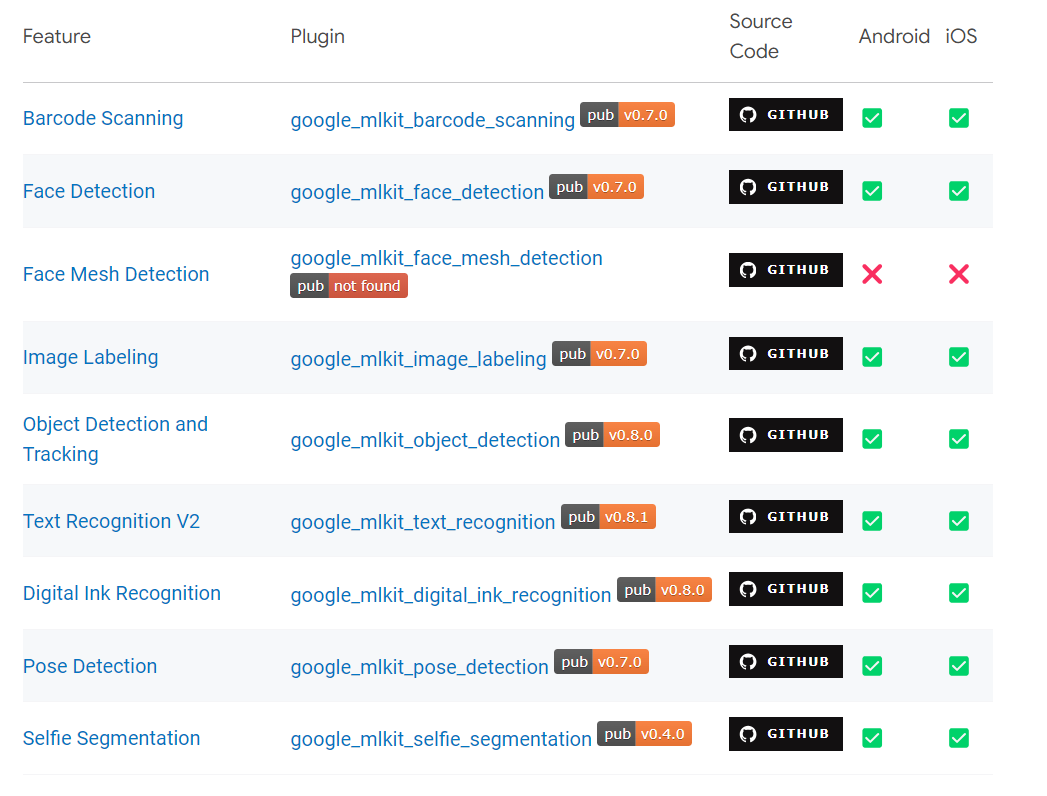 Feature Plugin Source Code Android iOS
Barcode Scanning google_mlkit_barcode_scanning pub v0.7.0 GITHUB
Face Detection google_mlkit_face_detection pub v0.7.0 GITHUB
Face Mesh Detection google_mlkit_face_mesh_detection pub not found GITHUB
Image Labeling google_mlkit_image_labeling pub v0.7.0 GITHUB
Object Detection and Tracking google_mlkit_object_detection pub v0.8.0 GITHUB
Text Recognition V2 google_mlkit_text_recognition pub v0.8.1 GITHUB
Digital Ink Recognition google_mlkit_digital_ink_recognition pub v0.8.0 GITHUB
Pose Detection google_mlkit_pose_detection pub v0.7.0 GITHUB
Selfie Segmentation google_mlkit_selfie_segmentation pub v0.4.0 GITHUB